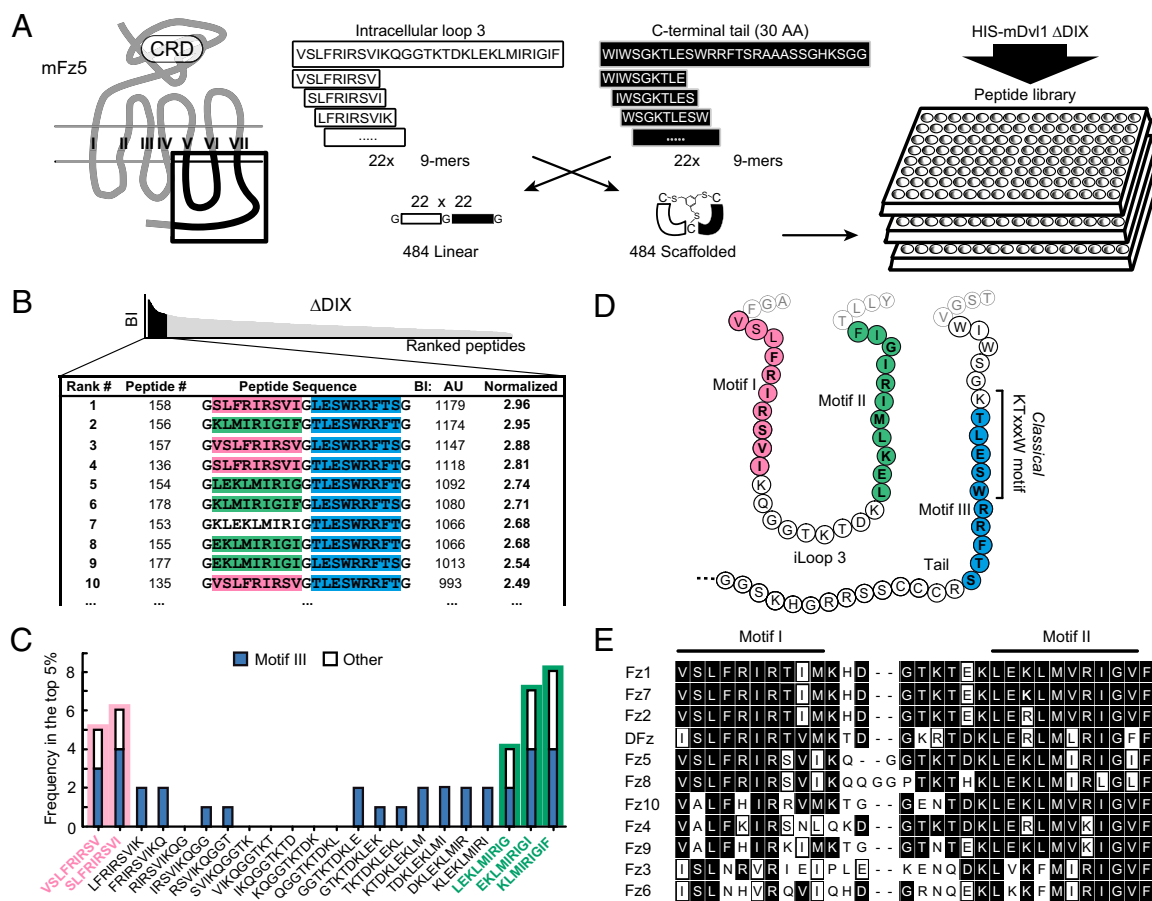 A
mFz5
CRD
I II III IV V VI VII
Intracellular loop 3
VSLFRIRSVIKQGGTKTDKLEKLMIRIGIF
VSLFRIRSV
SLFRIRSVI
LFRIRSVIK
.....
22x 9-mers
C-terminal tail (30 AA)
WIWSGKTLESWRRFTSRAAASSGHKSGG
WIWSGKTLE
IWSGKTLES
WSGKTLESW
.....
22x 9-mers
22 x 22
G G G
484 Linear
C S S C
S
C
484 Scaffolded
HIS-mDvl1 ΔDIX
Peptide library
B
BI
ΔDIX
Ranked peptides
Rank # Peptide # Peptide Sequence BI: AU Normalized
1 158 GSLFRIRSVIGLESWRRFTSG 1179 2.96
2 156 GKLMIRIGIFGLESWRRFTSG 1174 2.95
3 157 GVSLFRIRSVGLESWRRFTSG 1147 2.88
4 136 GSLFRIRSVIGTLESWRRFTG 1118 2.81
5 154 GLEKLMIRIGGTLESWRRFTG 1092 2.74
6 178 GKLMIRIGIFGTLESWRRFTG 1080 2.71
7 153 GKLEKLMIRIGTLESWRRFTG 1066 2.68
8 155 GEKLMIRIGIGTLESWRRFTG 1066 2.68
9 177 GEKLMIRIGIGTLESWRRFTG 1013 2.54
10 135 GVSLFRIRSVGTLESWRRFTG 993 2.49
... ... ... ...
C
Frequency in the top 5%
8
6
4
2
0
Motif III Other
VSLFRIRSV
SLFRIRSVI
LFRIRSVIK
FRIRSVIKQ
RIRSVIKQG
IRSVIKQGG
RSVIKQGGT
SVIKQGGTK
VIKQGGTKT
IKQGGTKTD
KQGGTKTDK
QGGTKTDKL
GGTKTDKLE
GTKTDKLEK
TKTDKLEKL
KTDKLEKLM
TDKLEKLMI
DKLEKLMIR
KLEKLMIRI
LEKLMIRIG
EKLMIRIGI
KLMIRIGIF
D
F G A
V S L F R I R S V I K Q G G T K T D K L E K L M I R I G I F
T L L Y
V G S T
W I W S G K T L E S W R R F T S R C C C S S R R G H K S G G
Motif I
Motif II
Motif III
iLoop 3
Tail
Classical
KTxxxW motif
E
Motif I Motif II
Fz1 VSLFRIRTIMKHD--GTKTEKLEKLMVRIGVF
Fz7 VSLFRIRTIMKHD--GTKTEKLEKLMVRIGVF
Fz2 VSLFRIRTIMKHD--GTKTEKLERLMVRIGVF
DFz ISLFRIRTVMKTD--GKRTDKLERLMLRIGFF
Fz5 VSLFRIRSVIKQ--GGTKTDKLEKLMIRIGIF
Fz8 VSLFRIRSVIKQQGGPTKTHKLEKLMIRLGLF
Fz10 VALFHIRRVMKTG--GENTDKLEKLMVRIGVF
Fz4 VALFKIRSNLQKD--GTKTDKLERLMVKIGVF
Fz9 VALFHIRKIMKTG--GTNTEKLEKLMVKIGVF
Fz3 ISLNRVRIEIPLE--KENQDKLVKFMIRIGVF
Fz6 ISLNHVRQVIQHD--GRNQEKLKKFMIRIGVF